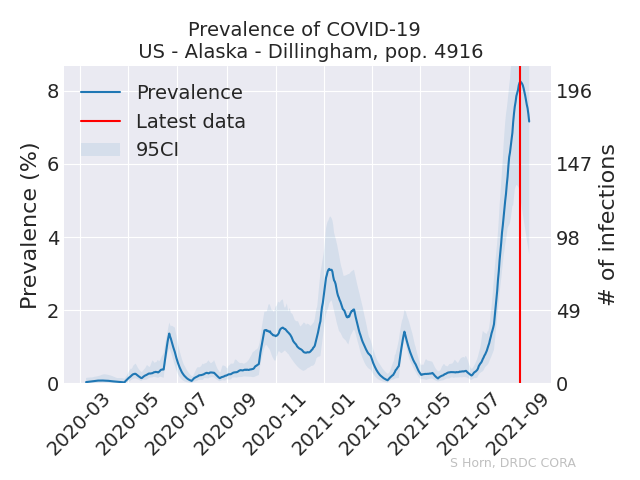 Prevalence of COVID-19
US - Alaska - Dillingham, pop. 4916
Prevalence
Latest data
95CI
Prevalence (%)
8
6
4
2
0
196
147
98
49
0
# of infections
2020-03
2020-05
2020-07
2020-09
2020-11
2021-01
2021-03
2021-05
2021-07
2021-09
S Horn, DRDC CORA